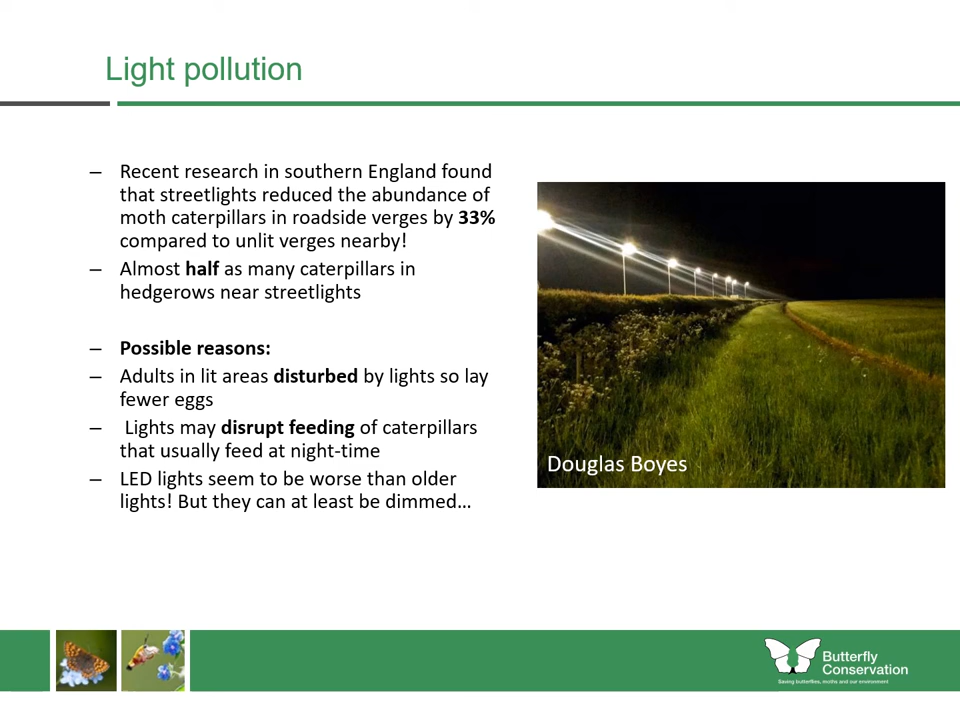 Light pollution
– Recent research in southern England found
that streetlights reduced the abundance of
moth caterpillars in roadside verges by 33%
compared to unlit verges nearby!
– Almost half as many caterpillars in
hedgerows near streetlights
– Possible reasons:
– Adults in lit areas disturbed by lights so lay
fewer eggs
– Lights may disrupt feeding of caterpillars
that usually feed at night-time
– LED lights seem to be worse than older
lights! But they can at least be dimmed…
Douglas Boyes
Butterfly
Conservation
Saving butterflies, moths and our environment